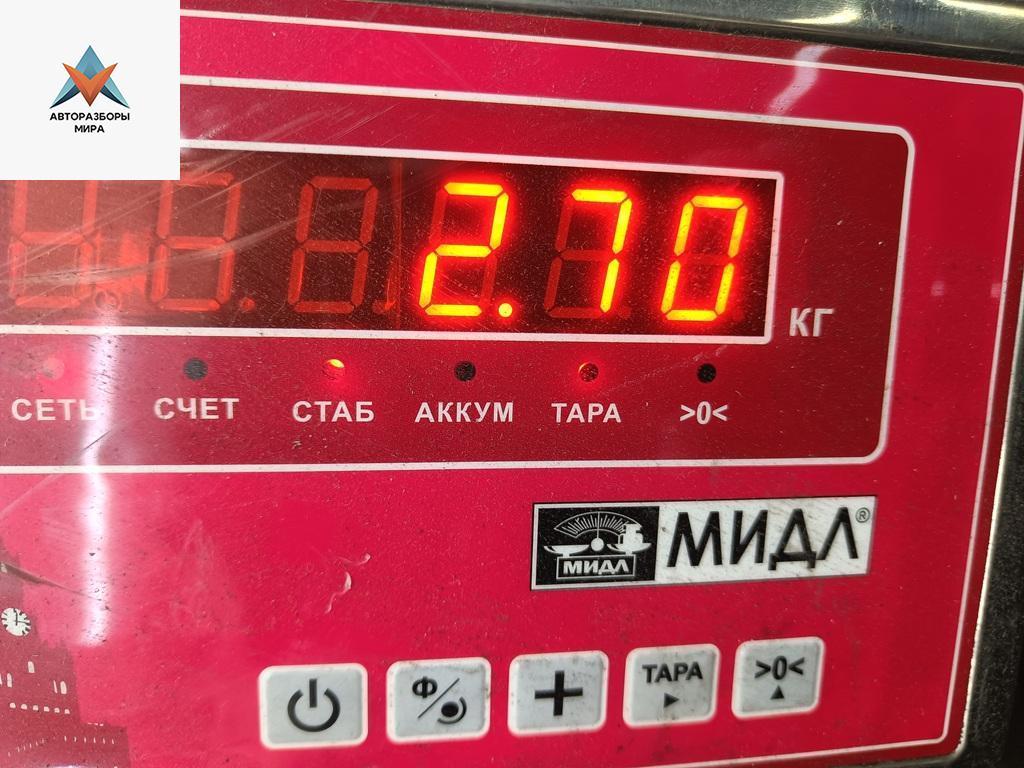 АВТОРАЗБОРЫ
МИРА
2.70
КГ
СЕТЬ СЧЕТ СТАБ АККУМ ТАРА >0<
МИДЛ МИДЛ®
Ф ТАРА >0<